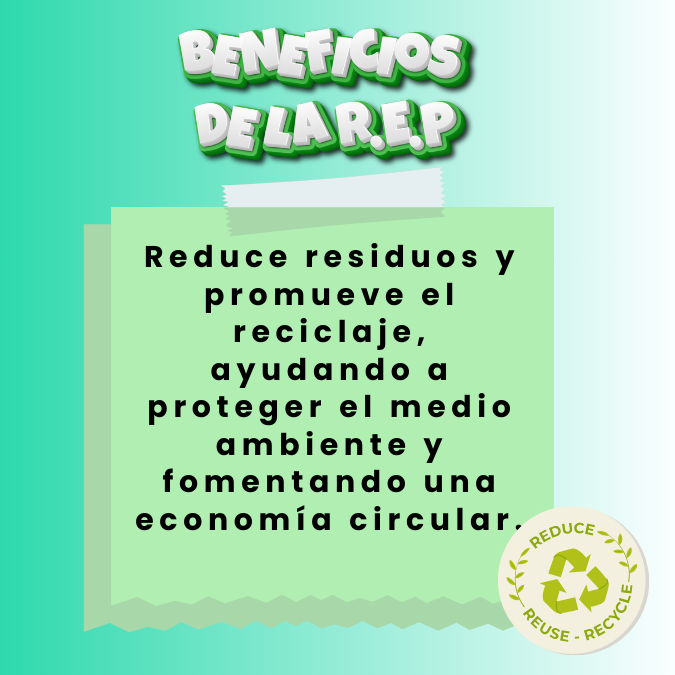 BENEFICIOS
DE LA R.E.P
Reduce residuos y
promueve el
reciclaje,
ayudando a
proteger el medio
ambiente y
fomentando una
economía circular.
REDUCE
REUSE - RECYCLE